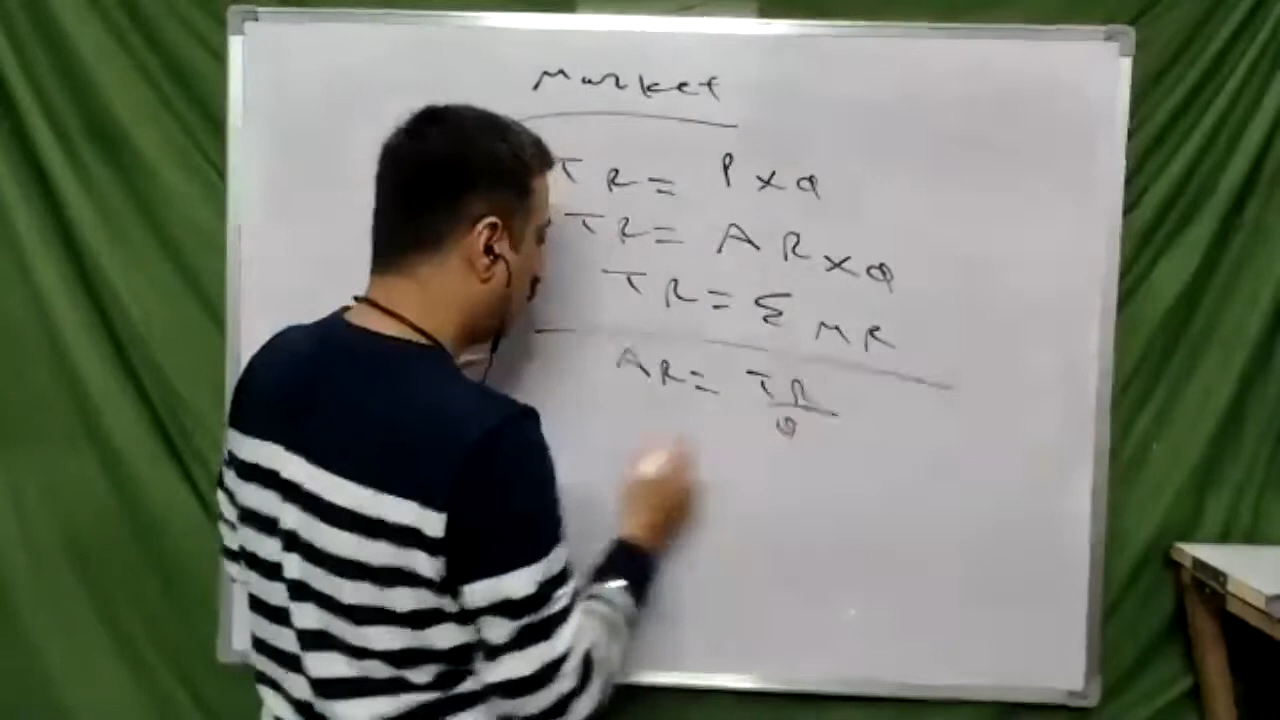 Market
TR = P x Q
TR = AR x Q
TR = Σ MR
AR = TR
Q